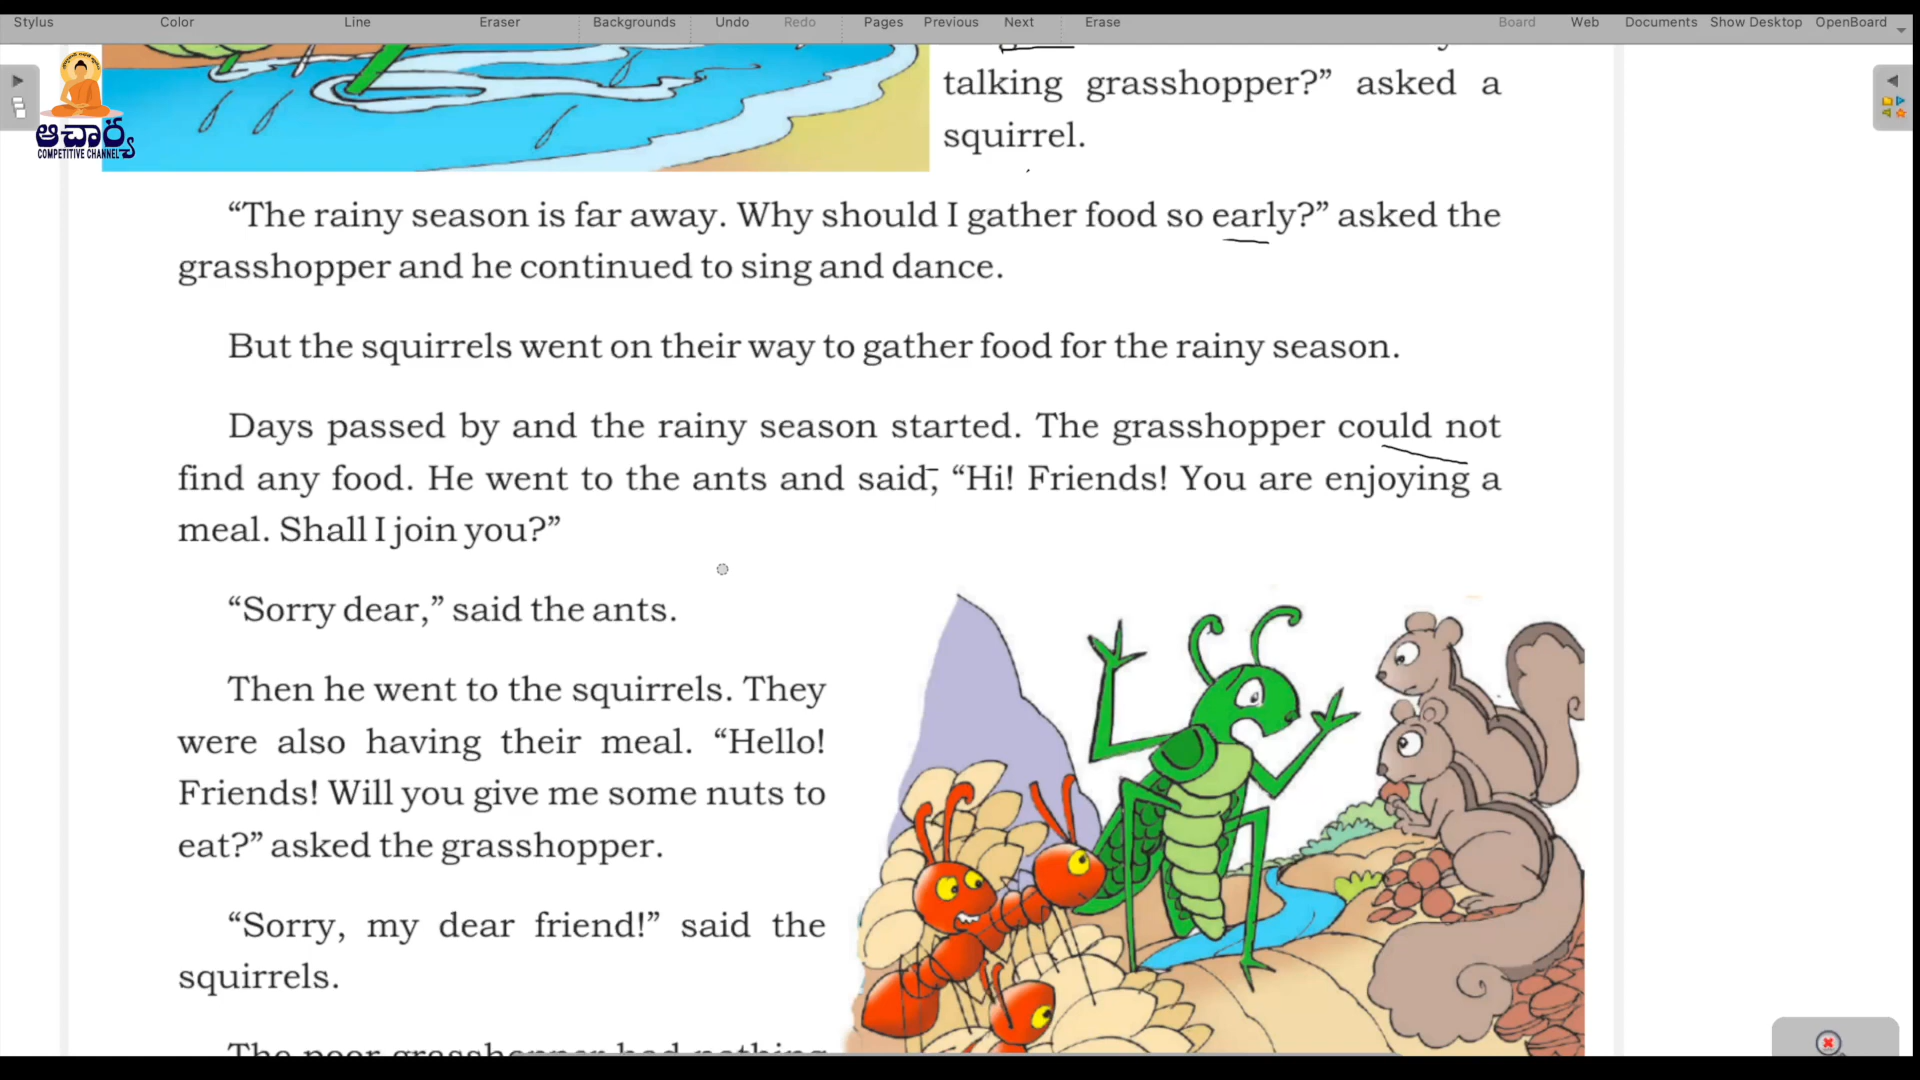 Stylus Color Line Eraser Backgrounds Undo Redo Pages Previous Next Erase Board Web Documents Show Desktop OpenBoard
ಆಚಾರ್ಯ
COMPETITIVE CHANNEL
talking grasshopper?” asked a
squirrel.
“The rainy season is far away. Why should I gather food so early?” asked the
grasshopper and he continued to sing and dance.
But the squirrels went on their way to gather food for the rainy season.
Days passed by and the rainy season started. The grasshopper could not
find any food. He went to the ants and said, “Hi! Friends! You are enjoying a
meal. Shall I join you?”
“Sorry dear,” said the ants.
Then he went to the squirrels. They
were also having their meal. “Hello!
Friends! Will you give me some nuts to
eat?” asked the grasshopper.
“Sorry, my dear friend!” said the
squirrels.
The poor grasshopper had nothing